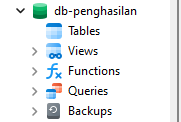 db-penghasilan
Tables
Views
Functions
Queries
Backups